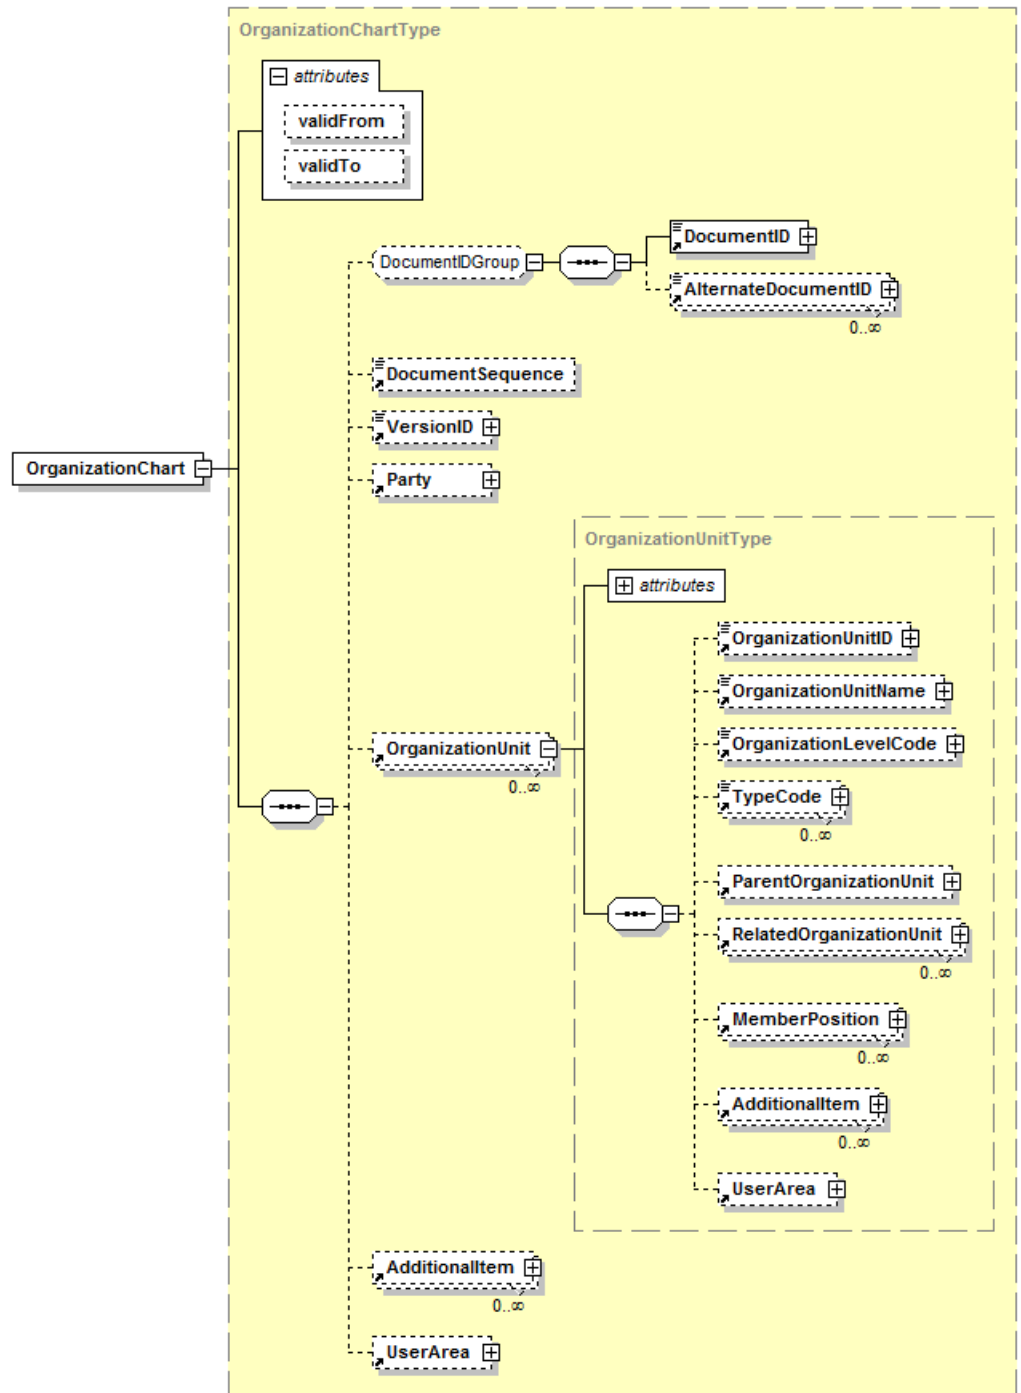 OrganizationChartType
attributes
validFrom
validTo
DocumentIDGroup
DocumentID
AlternateDocumentID
0..∞
DocumentSequence
VersionID
OrganizationChart
Party
OrganizationUnitType
attributes
OrganizationUnitID
OrganizationUnitName
OrganizationUnit
0..∞
OrganizationLevelCode
TypeCode
0..∞
ParentOrganizationUnit
RelatedOrganizationUnit
0..∞
MemberPosition
0..∞
AdditionalItem
0..∞
UserArea
AdditionalItem
0..∞
UserArea